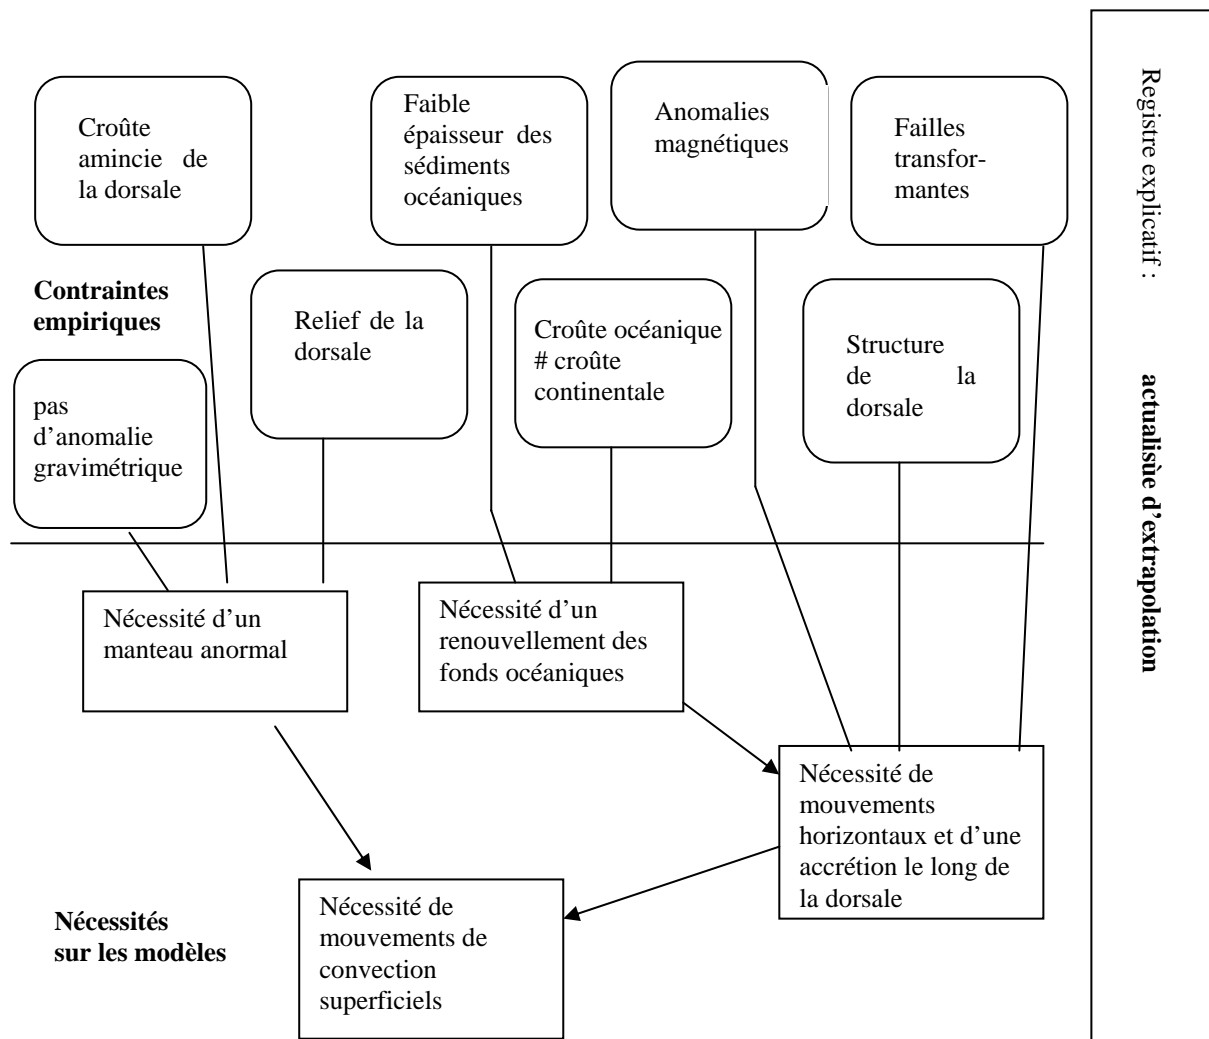 Croûte
amincie de
la dorsale
Faible
épaisseur des
sédiments
océaniques
Anomalies
magnétiques
Failles
transfor-
mantes
Contraintes
empiriques
Relief de la
dorsale
Croûte océanique
# croûte
continentale
Structure
de la
dorsale
pas
d’anomalie
gravimétrique
Nécessité d’un
manteau anormal
Nécessité d’un
renouvellement des
fonds océaniques
Nécessité de
mouvements
horizontaux et d’une
accrétion le long de
la dorsale
Nécessités
sur les modèles
Nécessité de
mouvements de
convection
superficiels
Registre explicatif :
actualisùe d’extrapolation